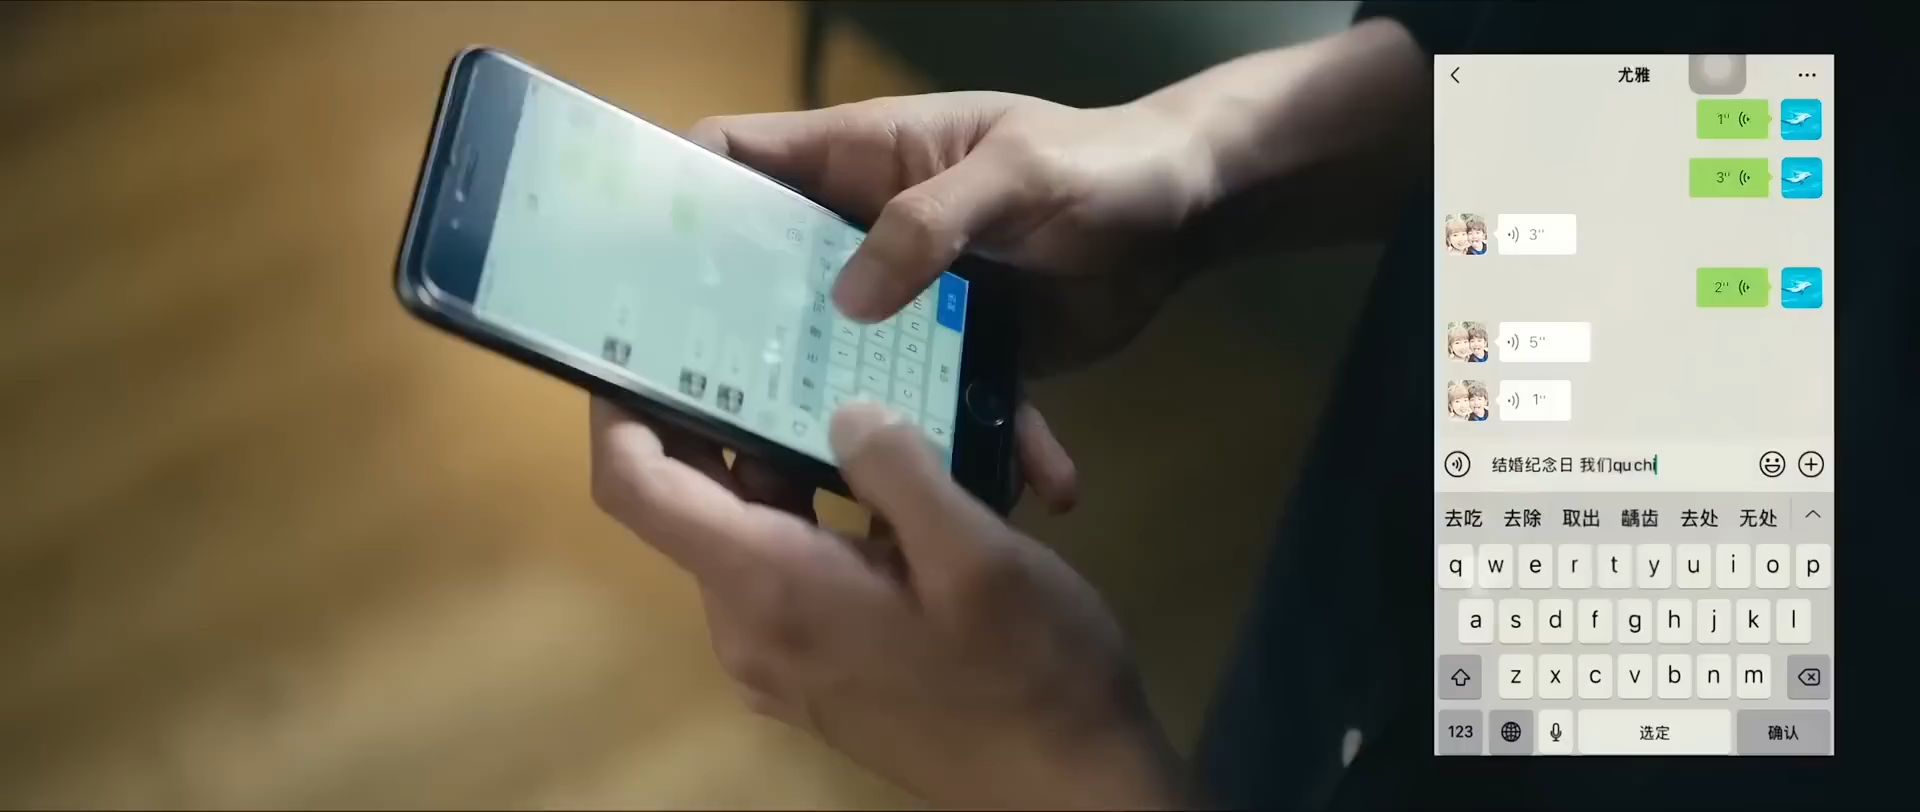 尤雅
1"
3"
3"
2"
5"
1"
结婚纪念日 我们qu chi
去吃 去除 取出 龋齿 去处 无处
q w e r t y u i o p
a s d f g h j k l
z x c v b n m
123 选定 确认